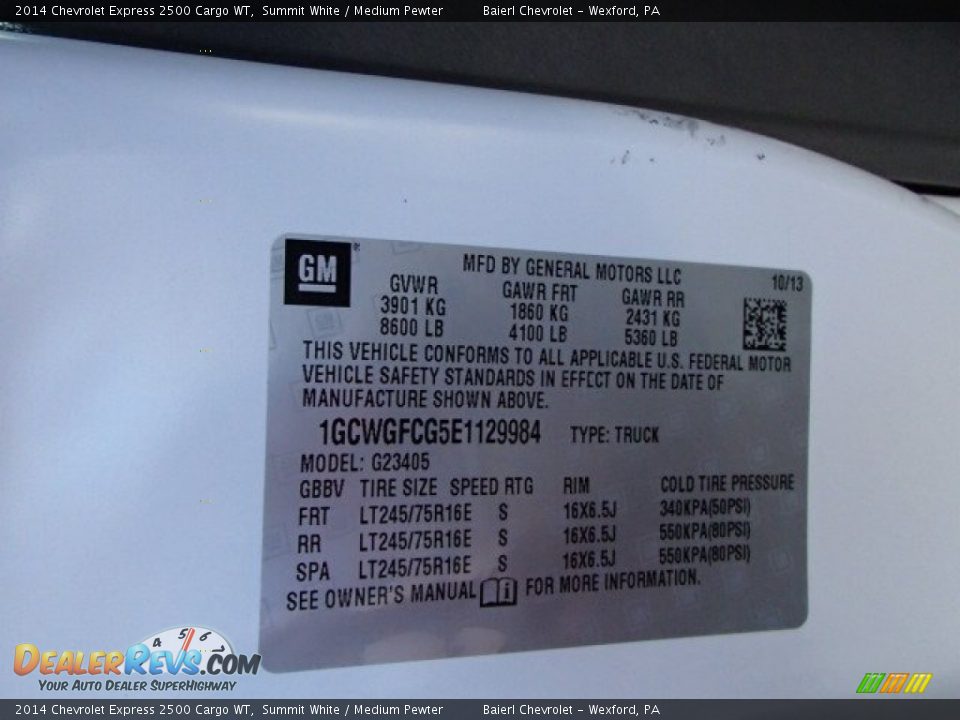 2014 Chevrolet Express 2500 Cargo WT, Summit White / Medium Pewter Baierl Chevrolet - Wexford, PA
GM
MFD BY GENERAL MOTORS LLC 10/13
GVWR GAWR FRT GAWR RR
3901 KG 1860 KG 2431 KG
8600 LB 4100 LB 5360 LB
THIS VEHICLE CONFORMS TO ALL APPLICABLE U.S. FEDERAL MOTOR
VEHICLE SAFETY STANDARDS IN EFFECT ON THE DATE OF
MANUFACTURE SHOWN ABOVE.
1GCWGFCG5E1129984 TYPE: TRUCK
MODEL: G23405
GBBV TIRE SIZE SPEED RTG RIM COLD TIRE PRESSURE
FRT LT245/75R16E S 16X6.5J 340KPA(50PSI)
RR LT245/75R16E S 16X6.5J 550KPA(80PSI)
SPA LT245/75R16E S 16X6.5J 550KPA(80PSI)
SEE OWNER'S MANUAL i FOR MORE INFORMATION.
4 5 6 7
DEALERREVS.COM
YOUR AUTO DEALER SUPERHIGHWAY
2014 Chevrolet Express 2500 Cargo WT, Summit White / Medium Pewter Baierl Chevrolet - Wexford, PA